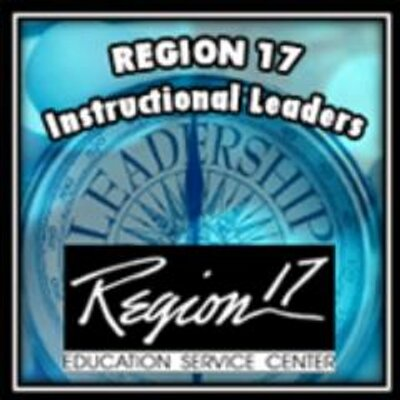 REGION 17
Instructional Leaders
LEADERSHIP
Region 17
EDUCATION SERVICE CENTER